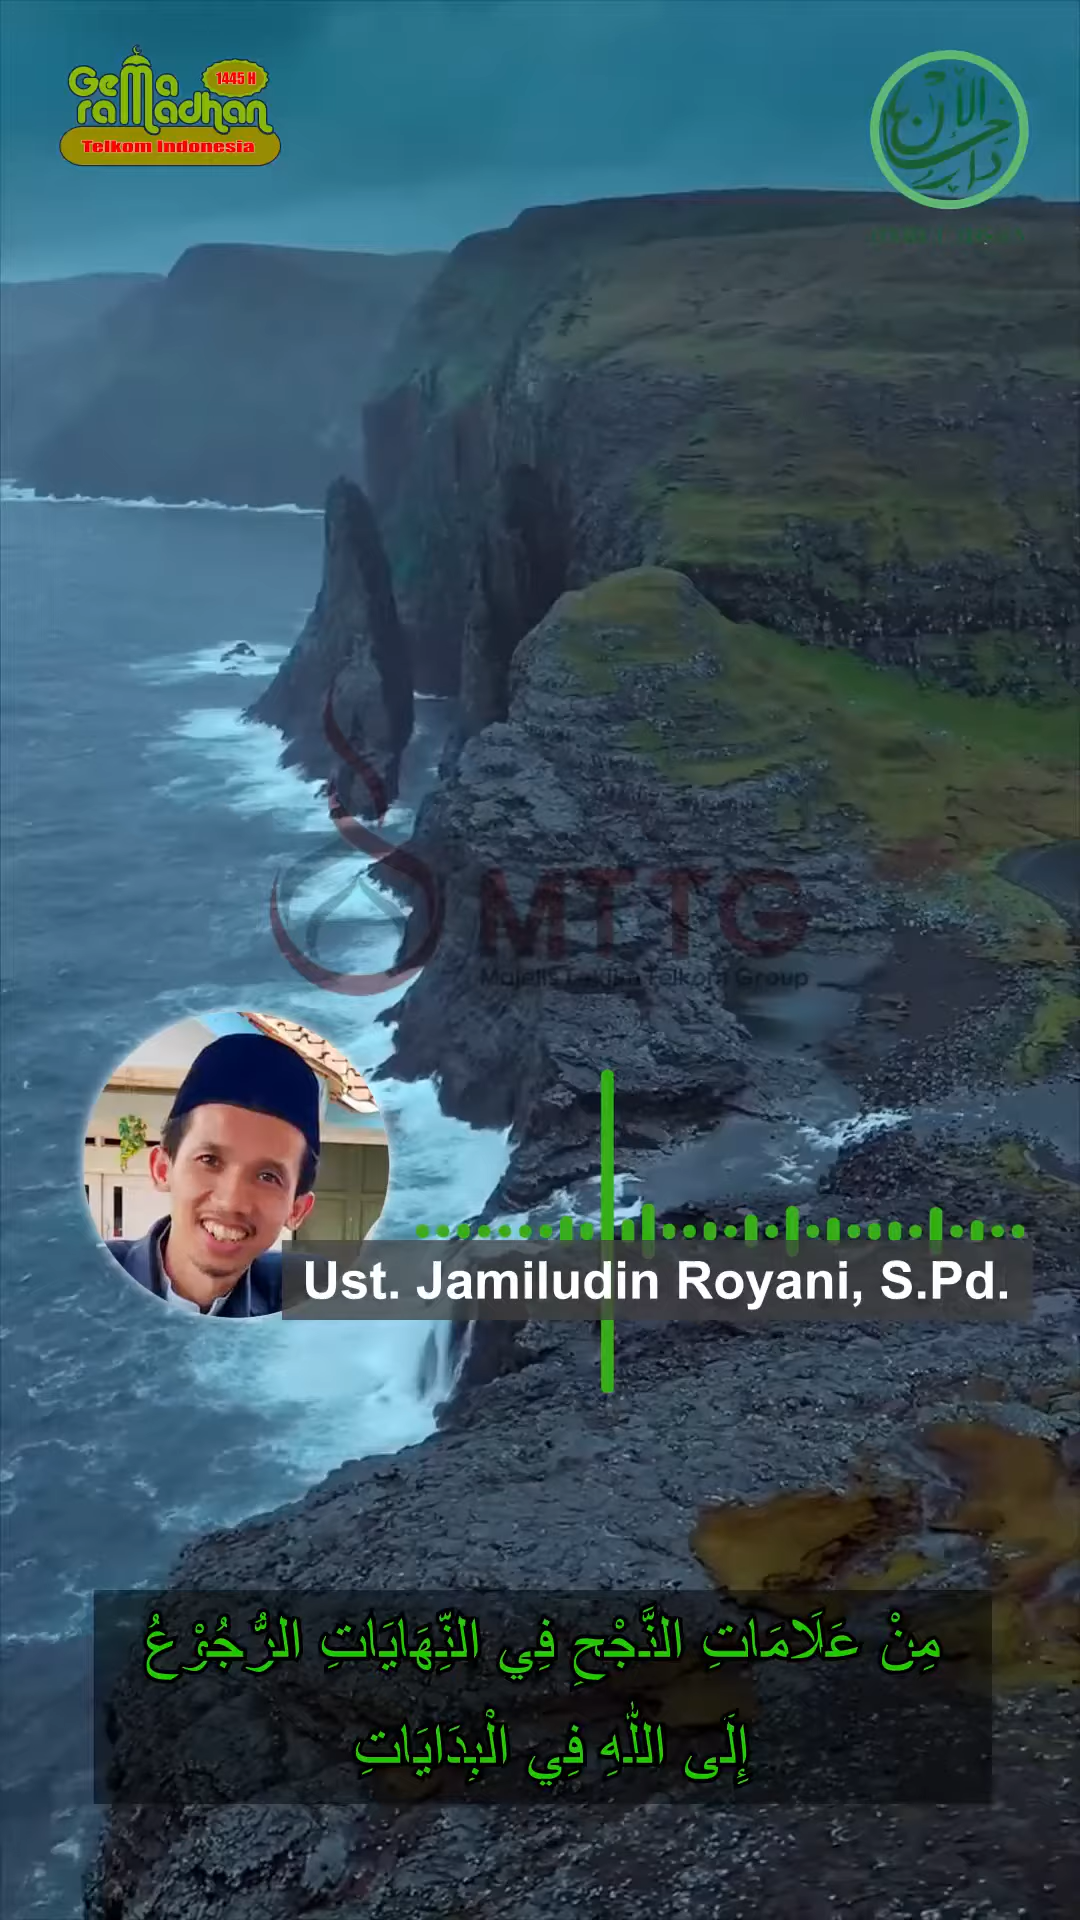 Gema
1445 H
ramadhan
Telkom Indonesia
MTTG
Majelis Taklim Telkom Group
Ust. Jamiludin Royani, S.Pd.
مِنْ عَلَامَاتِ النَّجْحِ فِي النِّهَايَاتِ الرُّجُرْعُ
إِلَى اللهِ فِي الْبِدَايَاتِ